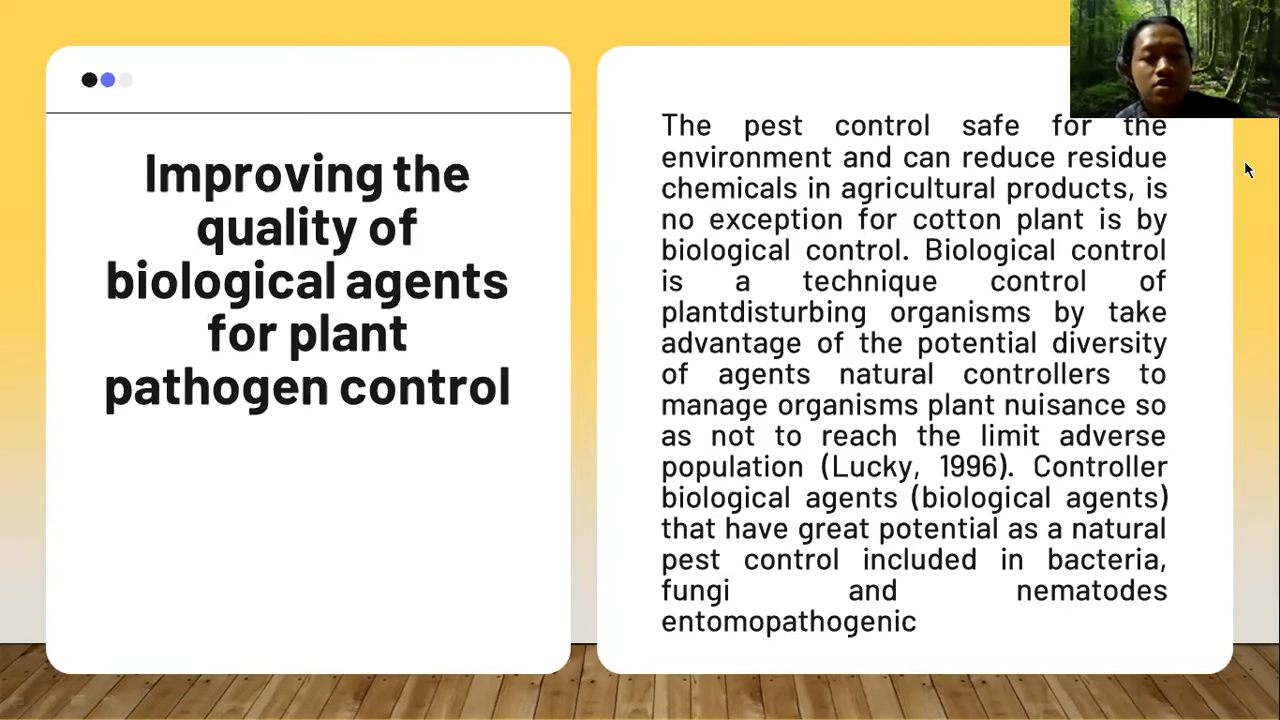 Improving the
quality of
biological agents
for plant
pathogen control
The pest control safe for the
environment and can reduce residue
chemicals in agricultural products, is
no exception for cotton plant is by
biological control. Biological control
is a technique control of
plantdisturbing organisms by take
advantage of the potential diversity
of agents natural controllers to
manage organisms plant nuisance so
as not to reach the limit adverse
population (Lucky, 1996). Controller
biological agents (biological agents)
that have great potential as a natural
pest control included in bacteria,
fungi and nematodes
entomopathogenic